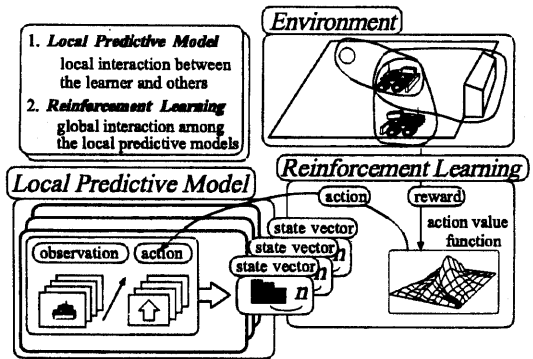 1. Local Predictive Model
local interaction between
the learner and others
2. Reinforcement Learning
global interaction among
the local predictive models
Environment
Reinforcement Learning
action
reward
action value
function
Local Predictive Model
observation
action
state vector
n
state vector
n
state vector
n